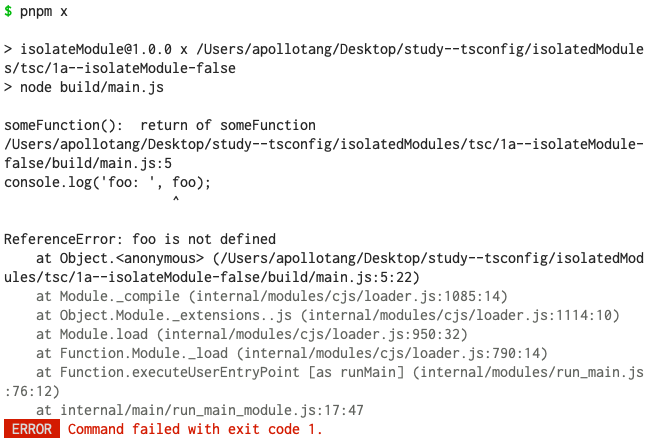 $ pnpm x
> isolateModule@1.0.0 x /Users/apollotang/Desktop/study--tsconfig/isolatedModule
s/tsc/1a--isolateModule-false
> node build/main.js
someFunction():  return of someFunction
/Users/apollotang/Desktop/study--tsconfig/isolatedModules/tsc/1a--isolateModule-
false/build/main.js:5
console.log('foo: ', foo);
^
ReferenceError: foo is not defined
at Object.<anonymous> (/Users/apollotang/Desktop/study--tsconfig/isolatedMod
ules/tsc/1a--isolateModule-false/build/main.js:5:22)
at Module._compile (internal/modules/cjs/loader.js:1085:14)
at Object.Module._extensions..js (internal/modules/cjs/loader.js:1114:10)
at Module.load (internal/modules/cjs/loader.js:950:32)
at Function.Module._load (internal/modules/cjs/loader.js:790:14)
at Function.executeUserEntryPoint [as runMain] (internal/modules/run_main.js
:76:12)
at internal/main/run_main_module.js:17:47
ERROR  Command failed with exit code 1.